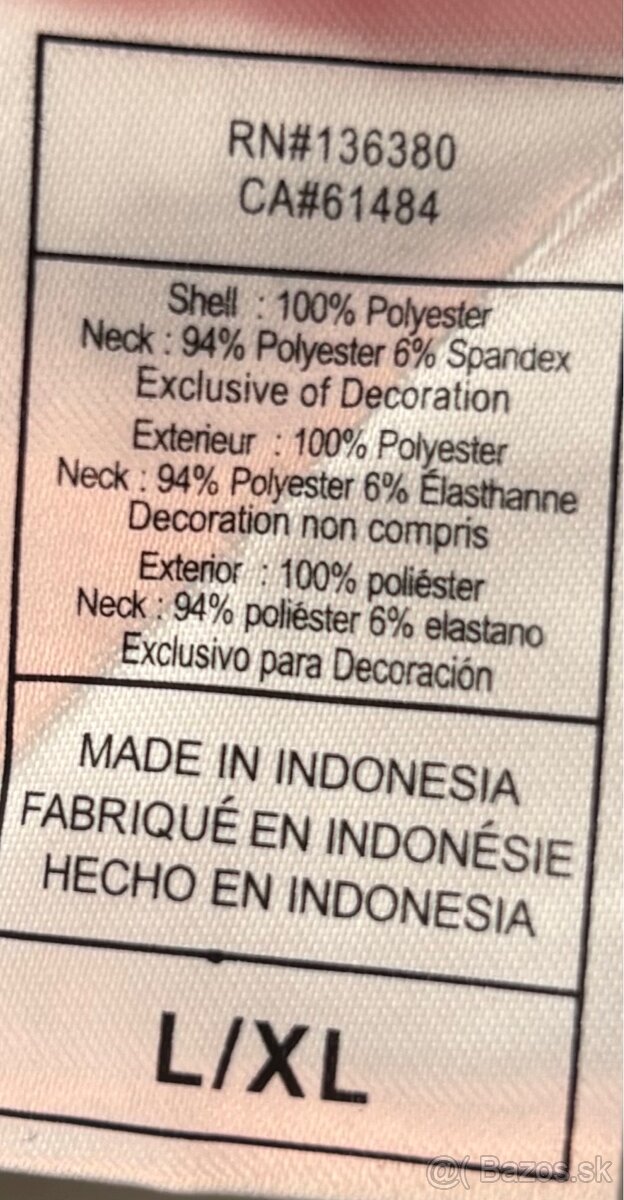 RN#136380
CA#61484
Shell : 100% Polyester
Neck : 94% Polyester 6% Spandex
Exclusive of Decoration
Exterieur : 100% Polyester
Neck : 94% Polyester 6% Élasthanne
Decoration non compris
Exterior : 100% poliéster
Neck : 94% poliéster 6% elastano
Exclusivo para Decoración
MADE IN INDONESIA
FABRIQUÉ EN INDONÉSIE
HECHO EN INDONESIA
L/XL
@( Bazos.sk